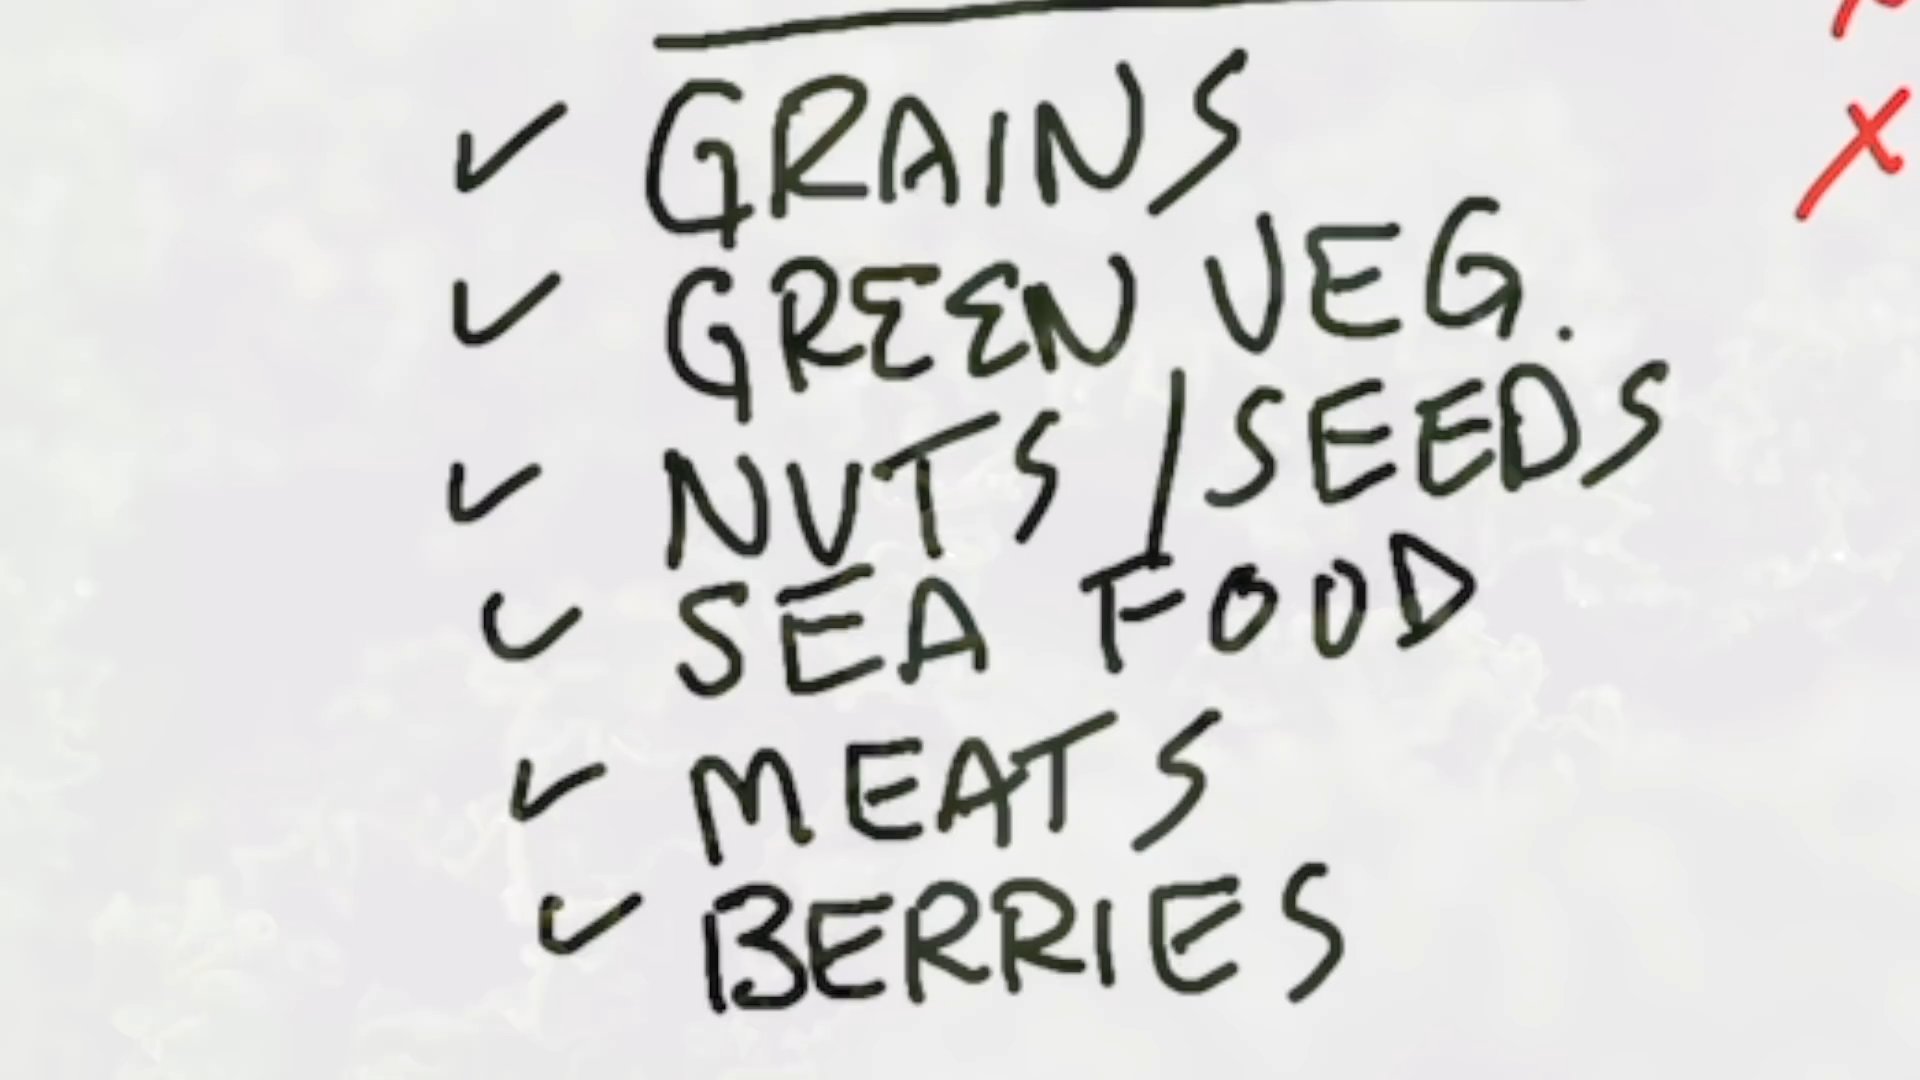 ✓ GRAINS
✓ GREEN VEG.
✓ NUTS / SEEDS
✓ SEA FOOD
✓ MEATS
✓ BERRIES
X